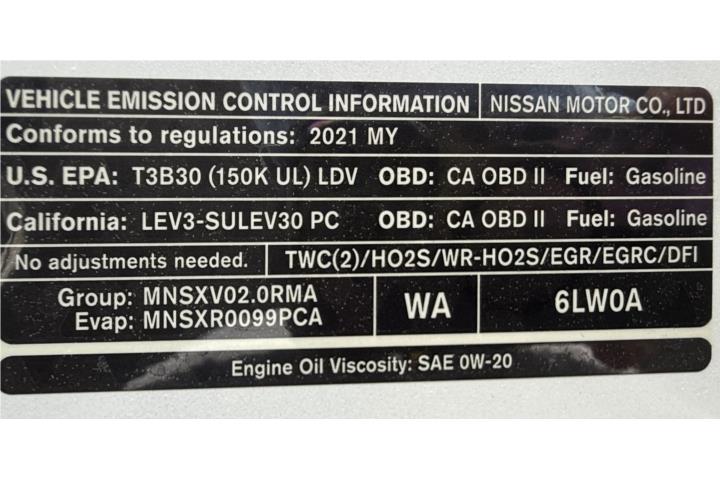 VEHICLE EMISSION CONTROL INFORMATION NISSAN MOTOR CO., LTD
Conforms to regulations: 2021 MY
U.S. EPA: T3B30 (150K UL) LDV OBD: CA OBD II Fuel: Gasoline
California: LEV3-SULEV30 PC OBD: CA OBD II Fuel: Gasoline
No adjustments needed. TWC(2)/HO2S/WR-HO2S/EGR/EGRC/DFI
Group: MNSXV02.0RMA WA 6LW0A
Evap: MNSXR0099PCA
Engine Oil Viscosity: SAE 0W-20